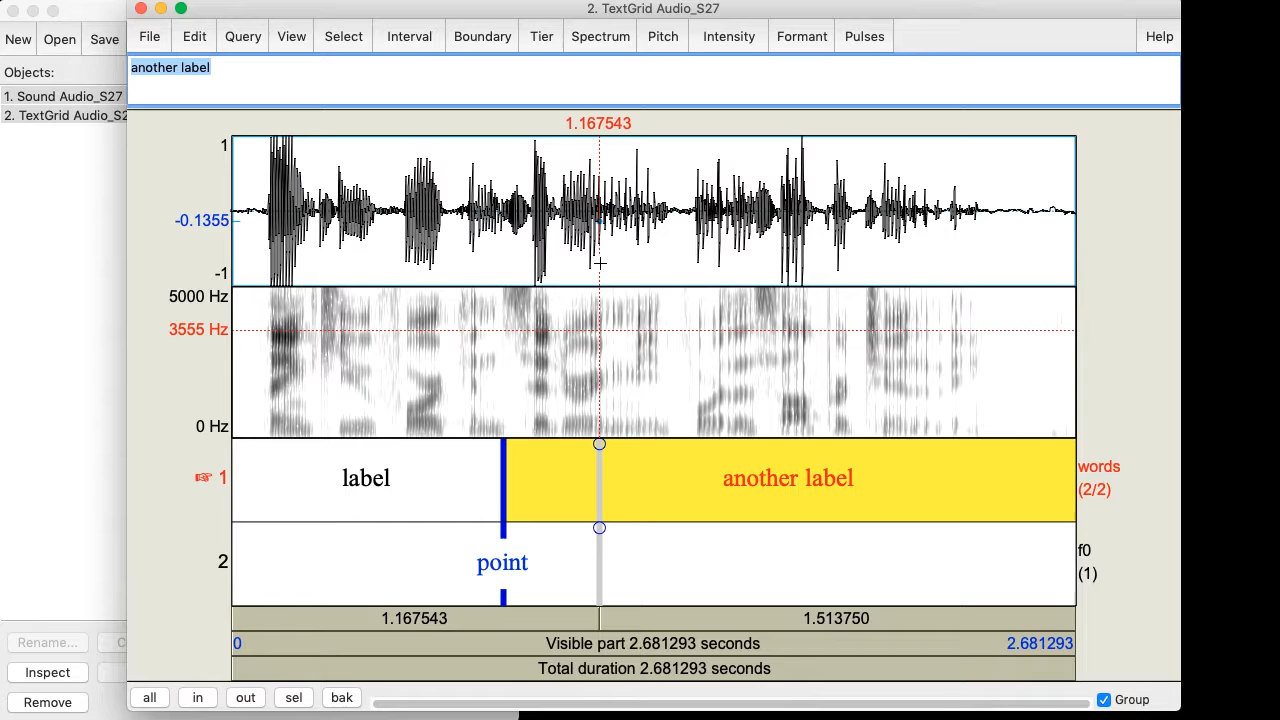 2. TextGrid Audio_S27
New Open Save
File Edit Query View Select Interval Boundary Tier Spectrum Pitch Intensity Formant Pulses Help
Objects:
1. Sound Audio_S27
2. TextGrid Audio_S2
another label
1.167543
1
-0.1355
-1
5000 Hz
3555 Hz
0 Hz
☞ 1 label another label words
(2/2)
2 point f0
(1)
1.167543 1.513750
0 Visible part 2.681293 seconds 2.681293
Total duration 2.681293 seconds
Rename... C
Inspect
Remove
all in out sel bak Group